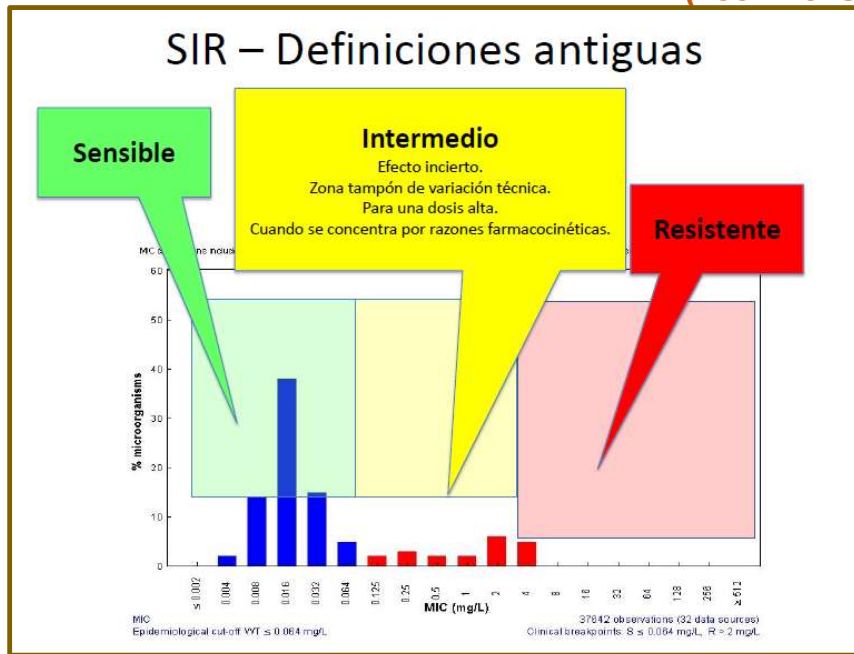 SIR – Definiciones antiguas
Sensible
Intermedio
Efecto incierto.
Zona tampón de variación técnica.
Para una dosis alta.
Cuando se concentra por razones farmacocinéticas.
Resistente
MIC
% microorganisms
60
50
40
30
20
10
0
≤ 0.002
0.004
0.008
0.016
0.032
0.064
0.125
0.25
0.5
1
2
4
8
16
32
64
128
256
≥ 512
MIC (mg/L)
MIC
Epidemiological cut-off WT ≤ 0.064 mg/L
37642 observations (32 data sources)
Clinical breakpoints: S ≤ 0.064 mg/L, R > 2 mg/L